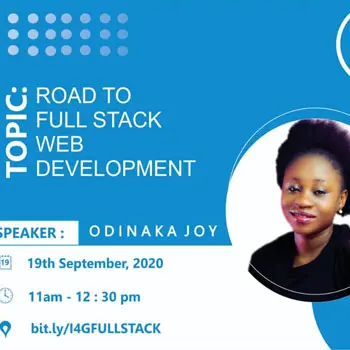 TOPIC:
ROAD TO
FULL STACK
WEB
DEVELOPMENT
SPEAKER : ODINAKA JOY
19 19th September, 2020
11am - 12 : 30 pm
bit.ly/I4GFULLSTACK